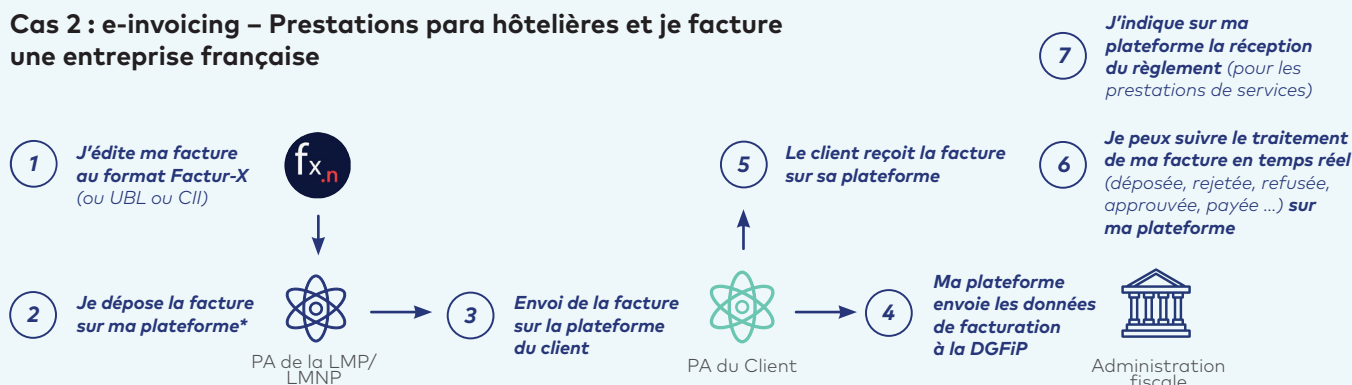 Cas 2 : e-invoicing – Prestations para hôtelières et je facture
une entreprise française
1
J'édite ma facture
au format Factur-X
(ou UBL ou CII)
fx.n
2
Je dépose la facture
sur ma plateforme*
PA de la LMP/
LMNP
3
Envoi de la facture
sur la plateforme
du client
PA du Client
4
Ma plateforme
envoie les données
de facturation
à la DGFiP
Administration
fiscale
5
Le client reçoit la facture
sur sa plateforme
6
Je peux suivre le traitement
de ma facture en temps réel
(déposée, rejetée, refusée,
approuvée, payée ...) sur
ma plateforme
7
J'indique sur ma
plateforme la réception
du règlement (pour les
prestations de services)